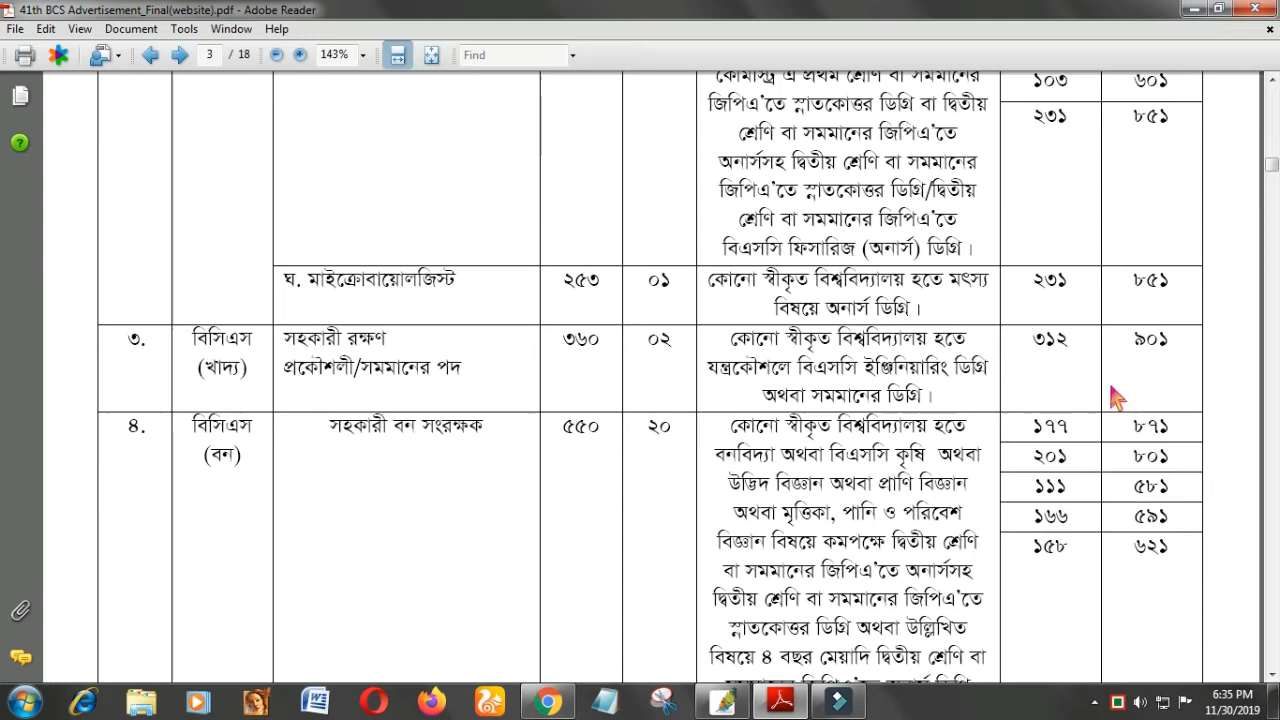 41th BCS Advertisement_Final(website).pdf - Adobe Reader
File Edit View Document Tools Window Help
3 / 18 143% Find
কোমিস্ট্রি এ প্রথম শ্রেণি বা সমমানের ১০৩ ৬০১
জিপিএ'তে স্নাতকোত্তর ডিগ্রি বা দ্বিতীয় ২৩১ ৮৫১
শ্রেণি বা সমমানের জিপিএ'তে
অনার্সসহ দ্বিতীয় শ্রেণি বা সমমানের
জিপিএ'তে স্নাতকোত্তর ডিগ্রি/দ্বিতীয়
শ্রেণি বা সমমানের জিপিএ'তে
বিএসসি ফিসারিজ (অনার্স) ডিগ্রি।
ঘ. মাইক্রোবায়োলজিস্ট ২৫৩ ০১ কোনো স্বীকৃত বিশ্ববিদ্যালয় হতে মৎস্য ২৩১ ৮৫১
বিষয়ে অনার্স ডিগ্রি।
৩. বিসিএস সহকারী রক্ষণ ৩৬০ ০২ কোনো স্বীকৃত বিশ্ববিদ্যালয় হতে ৩১২ ৯০১
(খাদ্য) প্রকৌশলী/সমমানের পদ যন্ত্রকৌশলে বিএসসি ইঞ্জিনিয়ারিং ডিগ্রি
অথবা সমমানের ডিগ্রি।
৪. বিসিএস সহকারী বন সংরক্ষক ৫৫০ ২০ কোনো স্বীকৃত বিশ্ববিদ্যালয় হতে ১৭৭ ৮৭১
(বন) বনবিদ্যা অথবা বিএসসি কৃষি অথবা ২০১ ৮০১
উদ্ভিদ বিজ্ঞান অথবা প্রাণি বিজ্ঞান ১১১ ৫৮১
অথবা মৃত্তিকা, পানি ও পরিবেশ ১৬৬ ৫৯১
বিজ্ঞান বিষয়ে কমপক্ষে দ্বিতীয় শ্রেণি ১৫৮ ৬২১
বা সমমানের জিপিএ'তে অনার্সসহ
দ্বিতীয় শ্রেণি বা সমমানের জিপিএ'তে
স্নাতকোত্তর ডিগ্রি অথবা উল্লিখিত
বিষয়ে ৪ বছর মেয়াদি দ্বিতীয় শ্রেণি বা
6:35 PM
11/30/2019